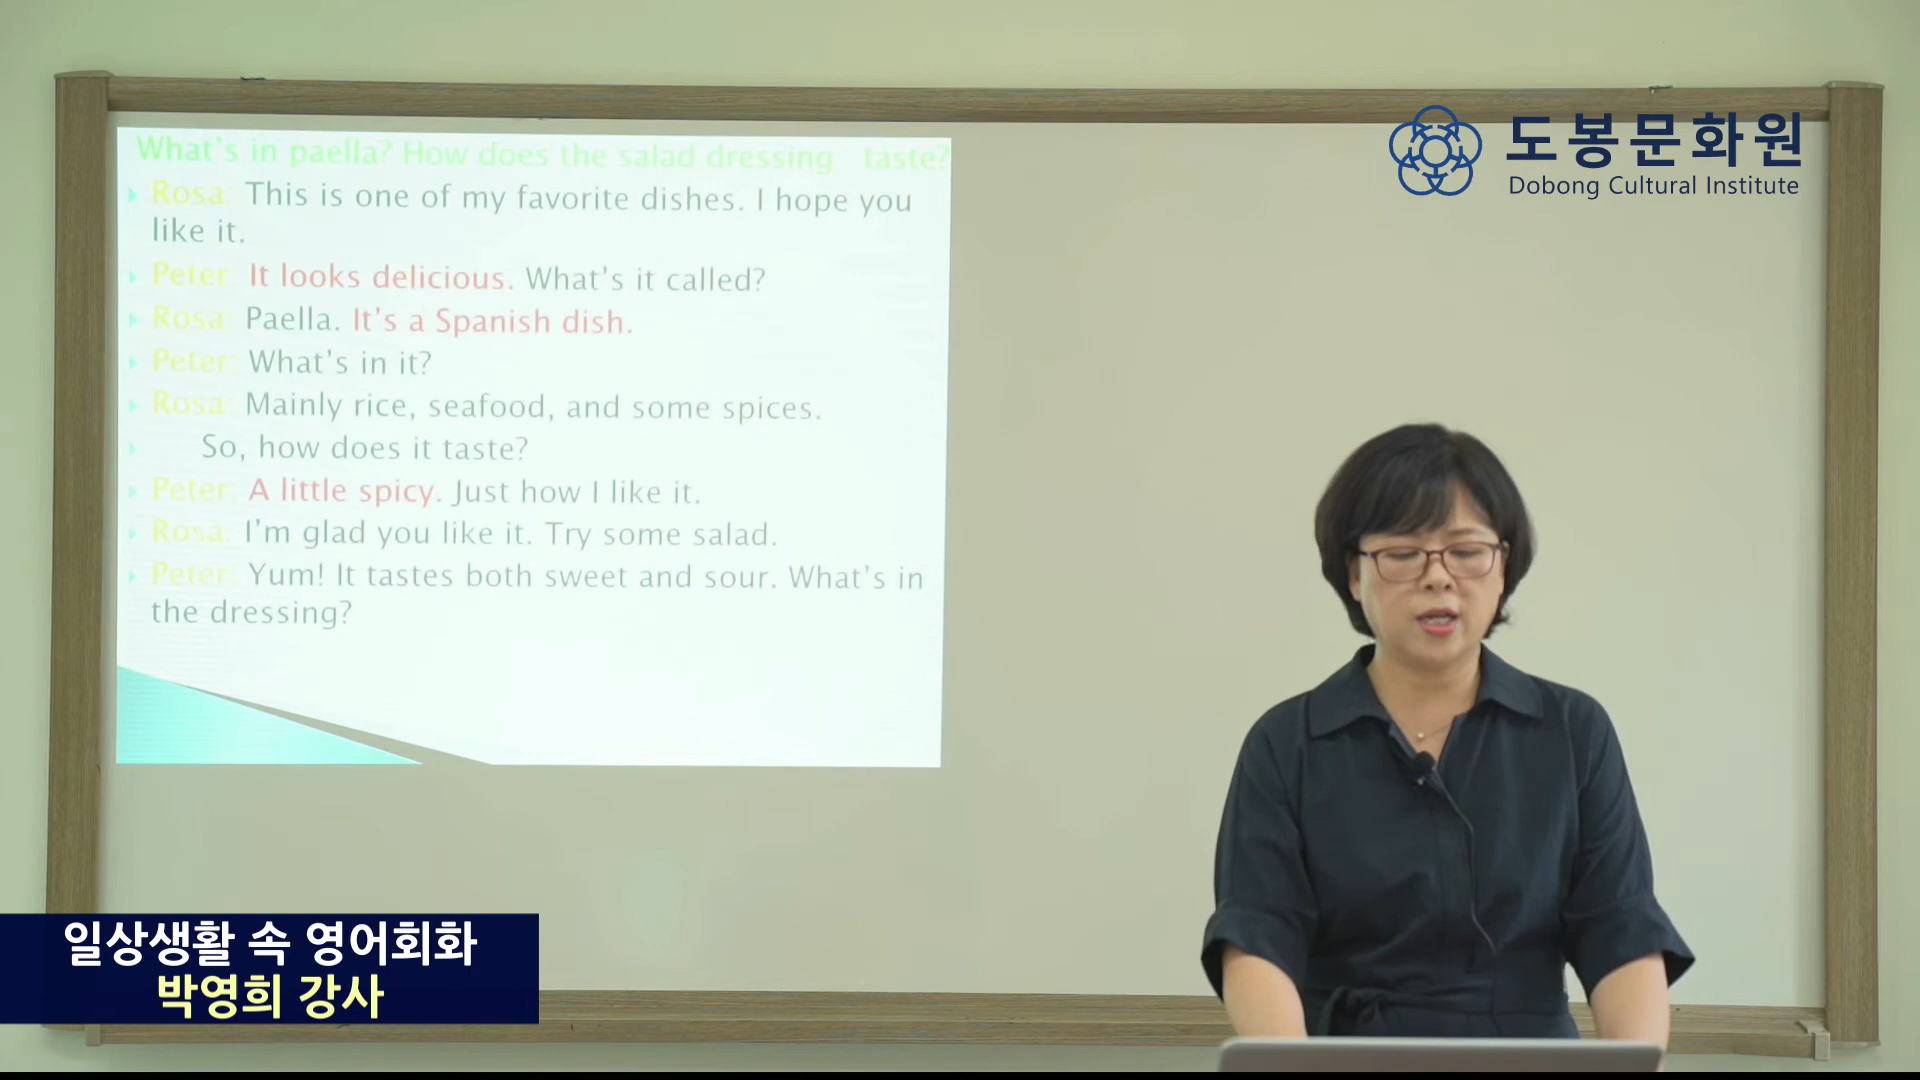 What's in paella? How does the salad dressing taste?
Rosa: This is one of my favorite dishes. I hope you
like it.
Peter: It looks delicious. What's it called?
Rosa: Paella. It's a Spanish dish.
Peter: What's in it?
Rosa: Mainly rice, seafood, and some spices.
So, how does it taste?
Peter: A little spicy. Just how I like it.
Rosa: I'm glad you like it. Try some salad.
Peter: Yum! It tastes both sweet and sour. What's in
the dressing?
도봉문화원
Dobong Cultural Institute
일상생활 속 영어회화
박영희 강사